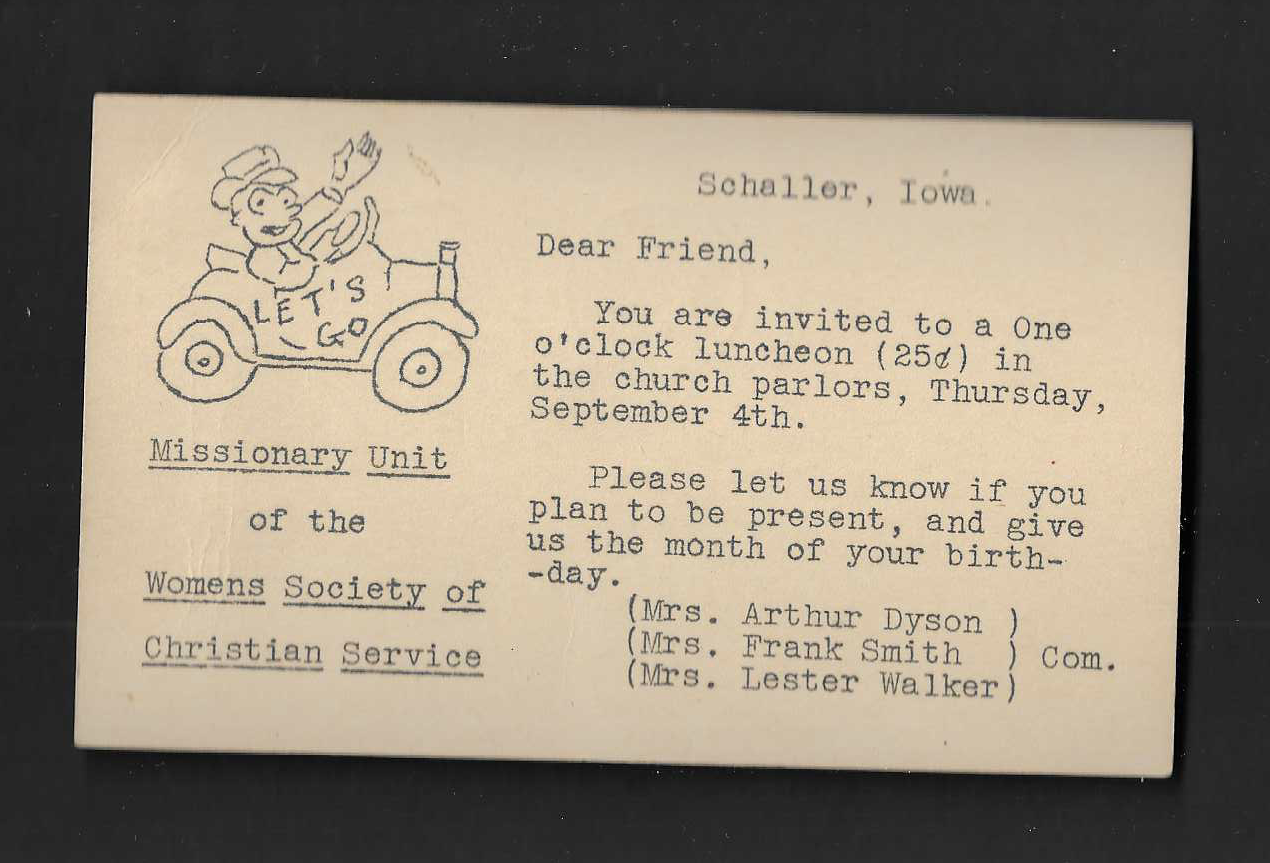 LET'S
GO
Missionary Unit
of the
Womens Society of
Christian Service
Schaller, Iowa.
Dear Friend,
You are invited to a One
o'clock luncheon (25¢) in
the church parlors, Thursday,
September 4th.
Please let us know if you
plan to be present, and give
us the month of your birth-
-day.
(Mrs. Arthur Dyson )
(Mrs. Frank Smith ) Com.
(Mrs. Lester Walker)